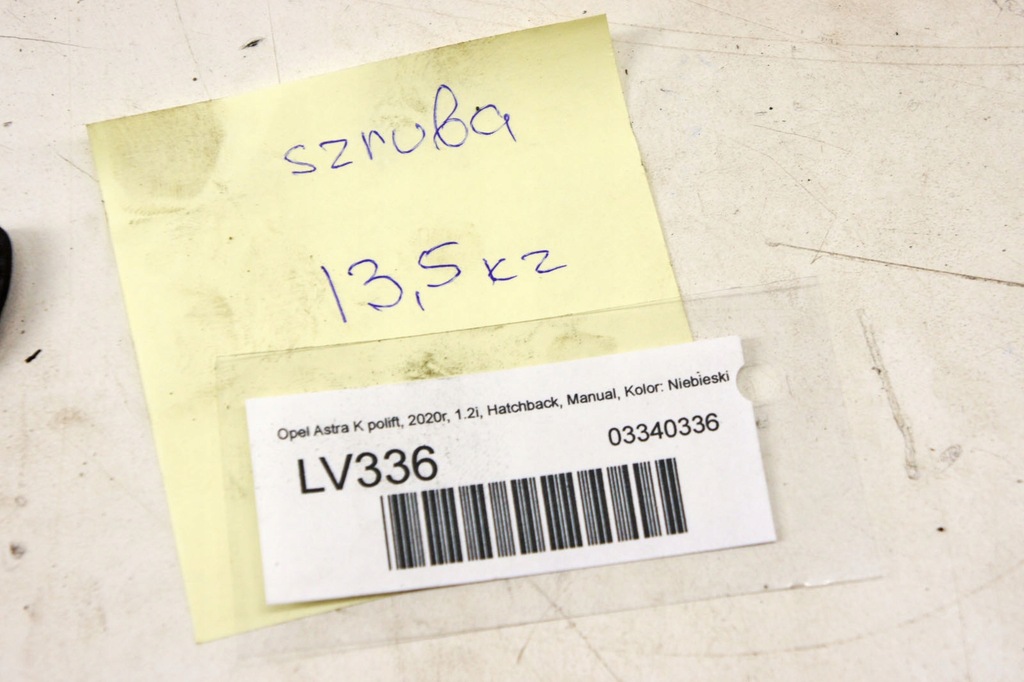 szruba
13,5 kz
Opel Astra K polift, 2020r, 1.2i, Hatchback, Manual, Kolor: Niebieski
03340336
LV336